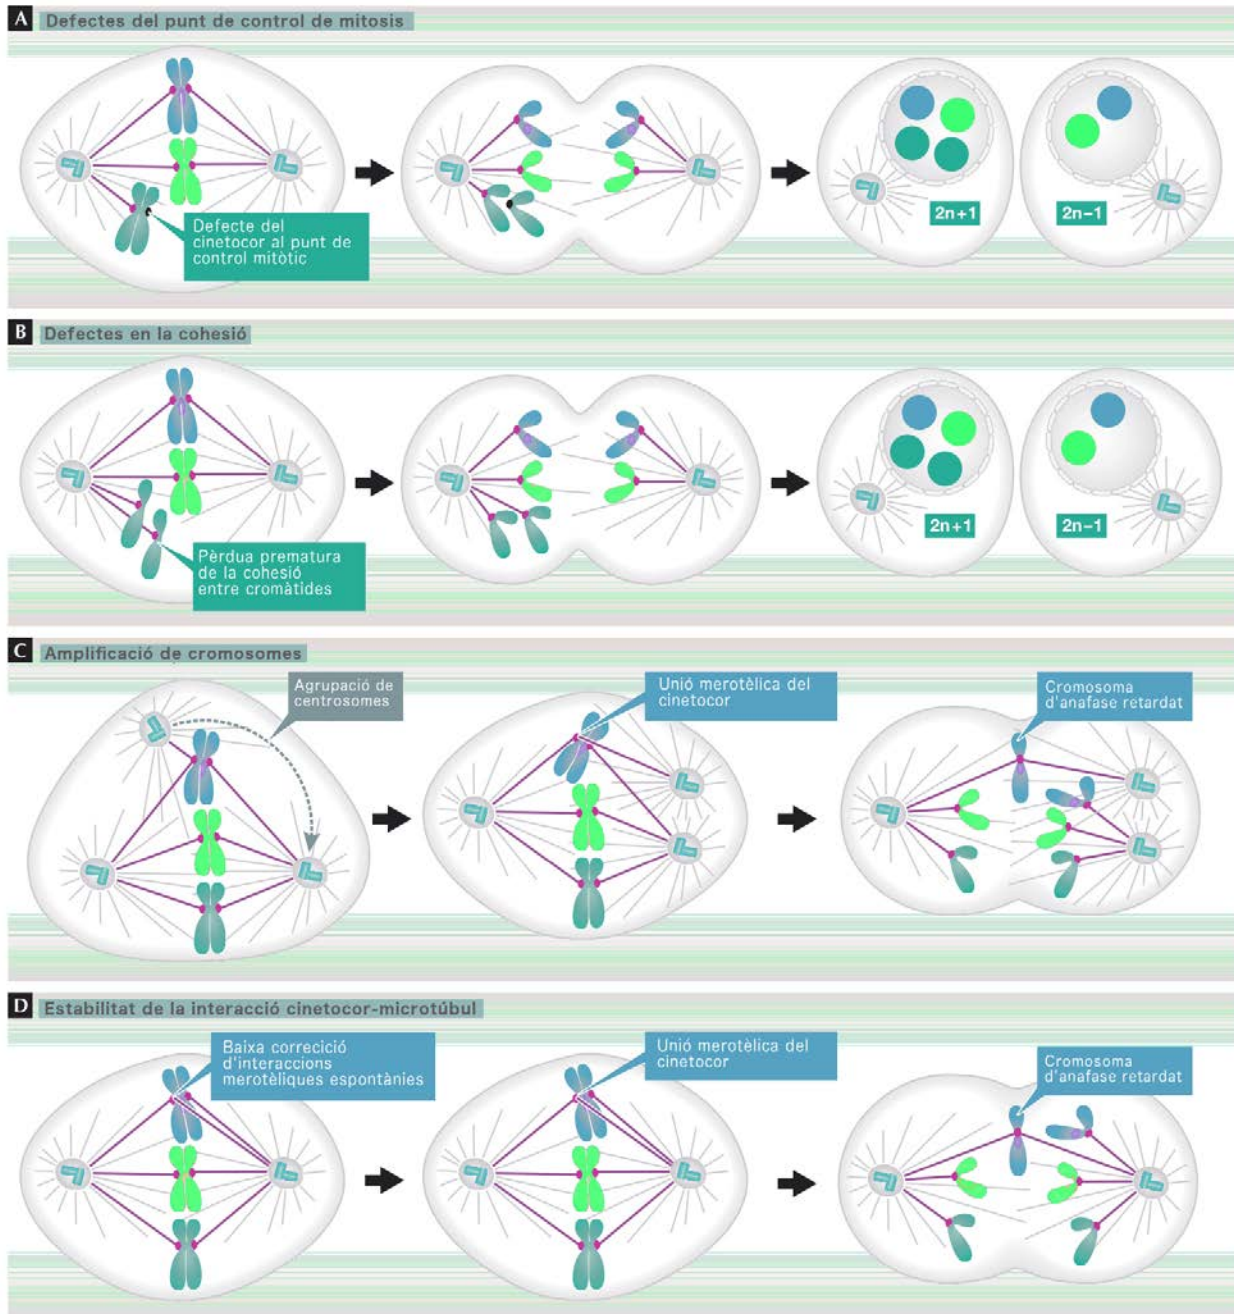 A Defectes del punt de control de mitosis
Defecte del
cinetocor al punt de
control mitòtic
2n+1
2n−1
B Defectes en la cohesió
Pèrdua prematura
de la cohesió
entre cromàtides
2n+1
2n−1
C Amplificació de cromosomes
Agrupació de
centrosomes
Unió merotèlica del
cinetocor
Cromosoma
d'anafase retardat
D Estabilitat de la interacció cinetocor-microtúbul
Baixa correcició
d'interaccions
merotèliques espontànies
Unió merotèlica del
cinetocor
Cromosoma
d'anafase retardat